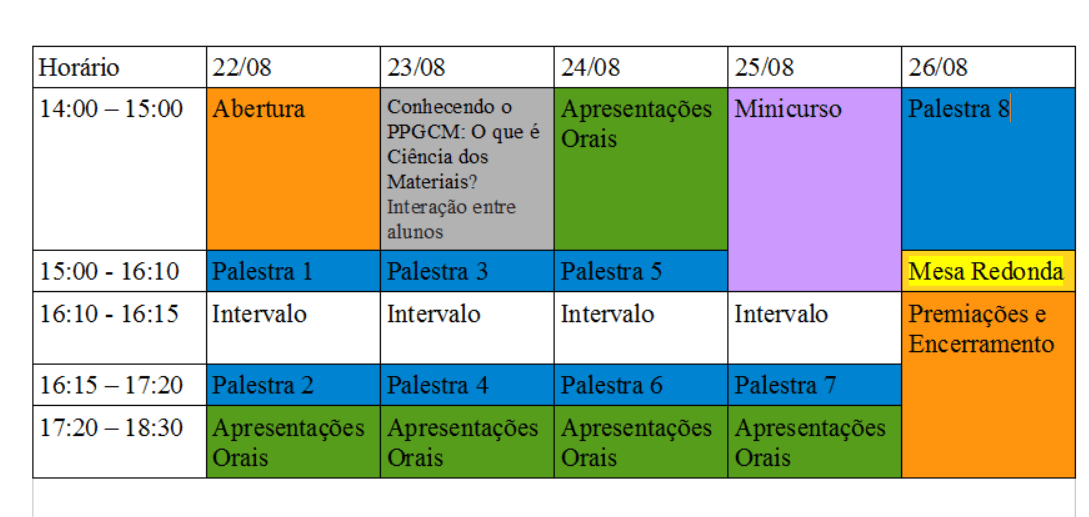 Horário 22/08 23/08 24/08 25/08 26/08
14:00 – 15:00 Abertura Conhecendo o Apresentações Minicurso Palestra 8
PPGCM: O que é Orais
Ciência dos
Materiais?
Interação entre
alunos
15:00 - 16:10 Palestra 1 Palestra 3 Palestra 5 Mesa Redonda
16:10 - 16:15 Intervalo Intervalo Intervalo Intervalo Premiações e
Encerramento
16:15 – 17:20 Palestra 2 Palestra 4 Palestra 6 Palestra 7
17:20 – 18:30 Apresentações Apresentações Apresentações Apresentações
Orais Orais Orais Orais